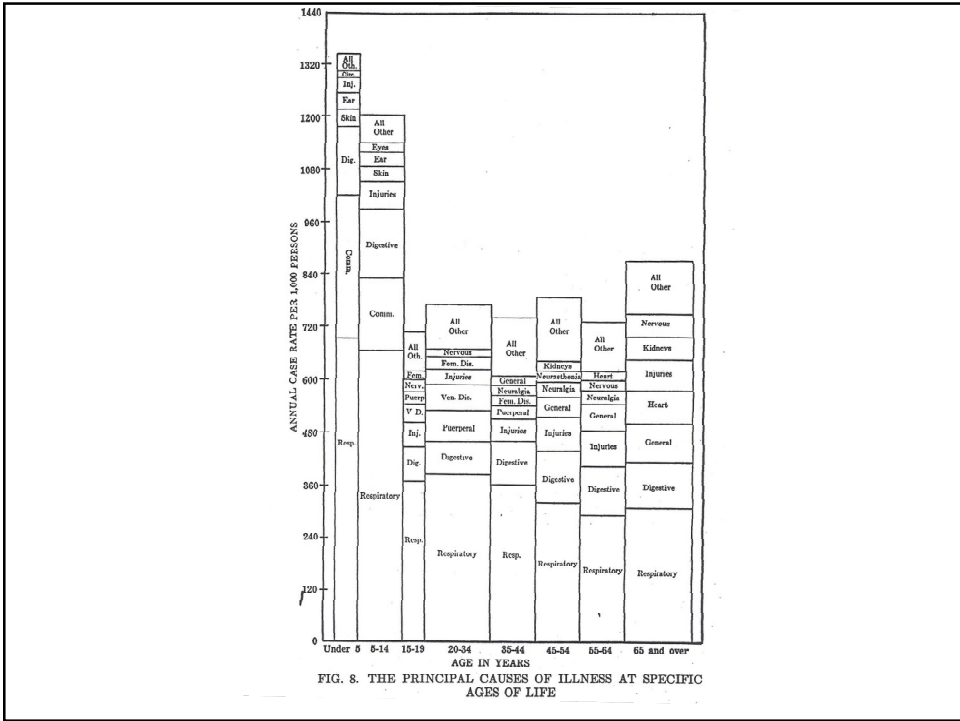 1440
1320
1200
1080
960
840
720
600
480
360
240
120
0
ANNUAL CASE RATE PER 1,000 PERSONS
All
Oth.
Circ.
Inj.
Ear
Skin
Dig.
Comm.
Resp.
All
Other
Eyes
Ear
Skin
Injuries
Digestive
Comm.
Respiratory
All
Oth.
Fem.
Nerv.
Puerp
V D.
Inj.
Dig.
Resp.
All
Other
Nervous
Fem. Dis.
Injuries
Ven. Dis.
Puerperal
Digestive
Respiratory
All
Other
General
Neuralgia
Fem. Dis.
Puerperal
Injuries
Digestive
Resp.
All
Other
Kidneys
Neurasthenia
Neuralgia
General
Injuries
Digestive
Respiratory
All
Other
Heart
Nervous
Neuralgia
General
Injuries
Digestive
Respiratory
All
Other
Nervous
Kidneys
Injuries
Heart
General
Digestive
Respiratory
Under 5 5-14 15-19 20-34 35-44 45-54 55-64 65 and over
AGE IN YEARS
FIG. 8. THE PRINCIPAL CAUSES OF ILLNESS AT SPECIFIC
AGES OF LIFE